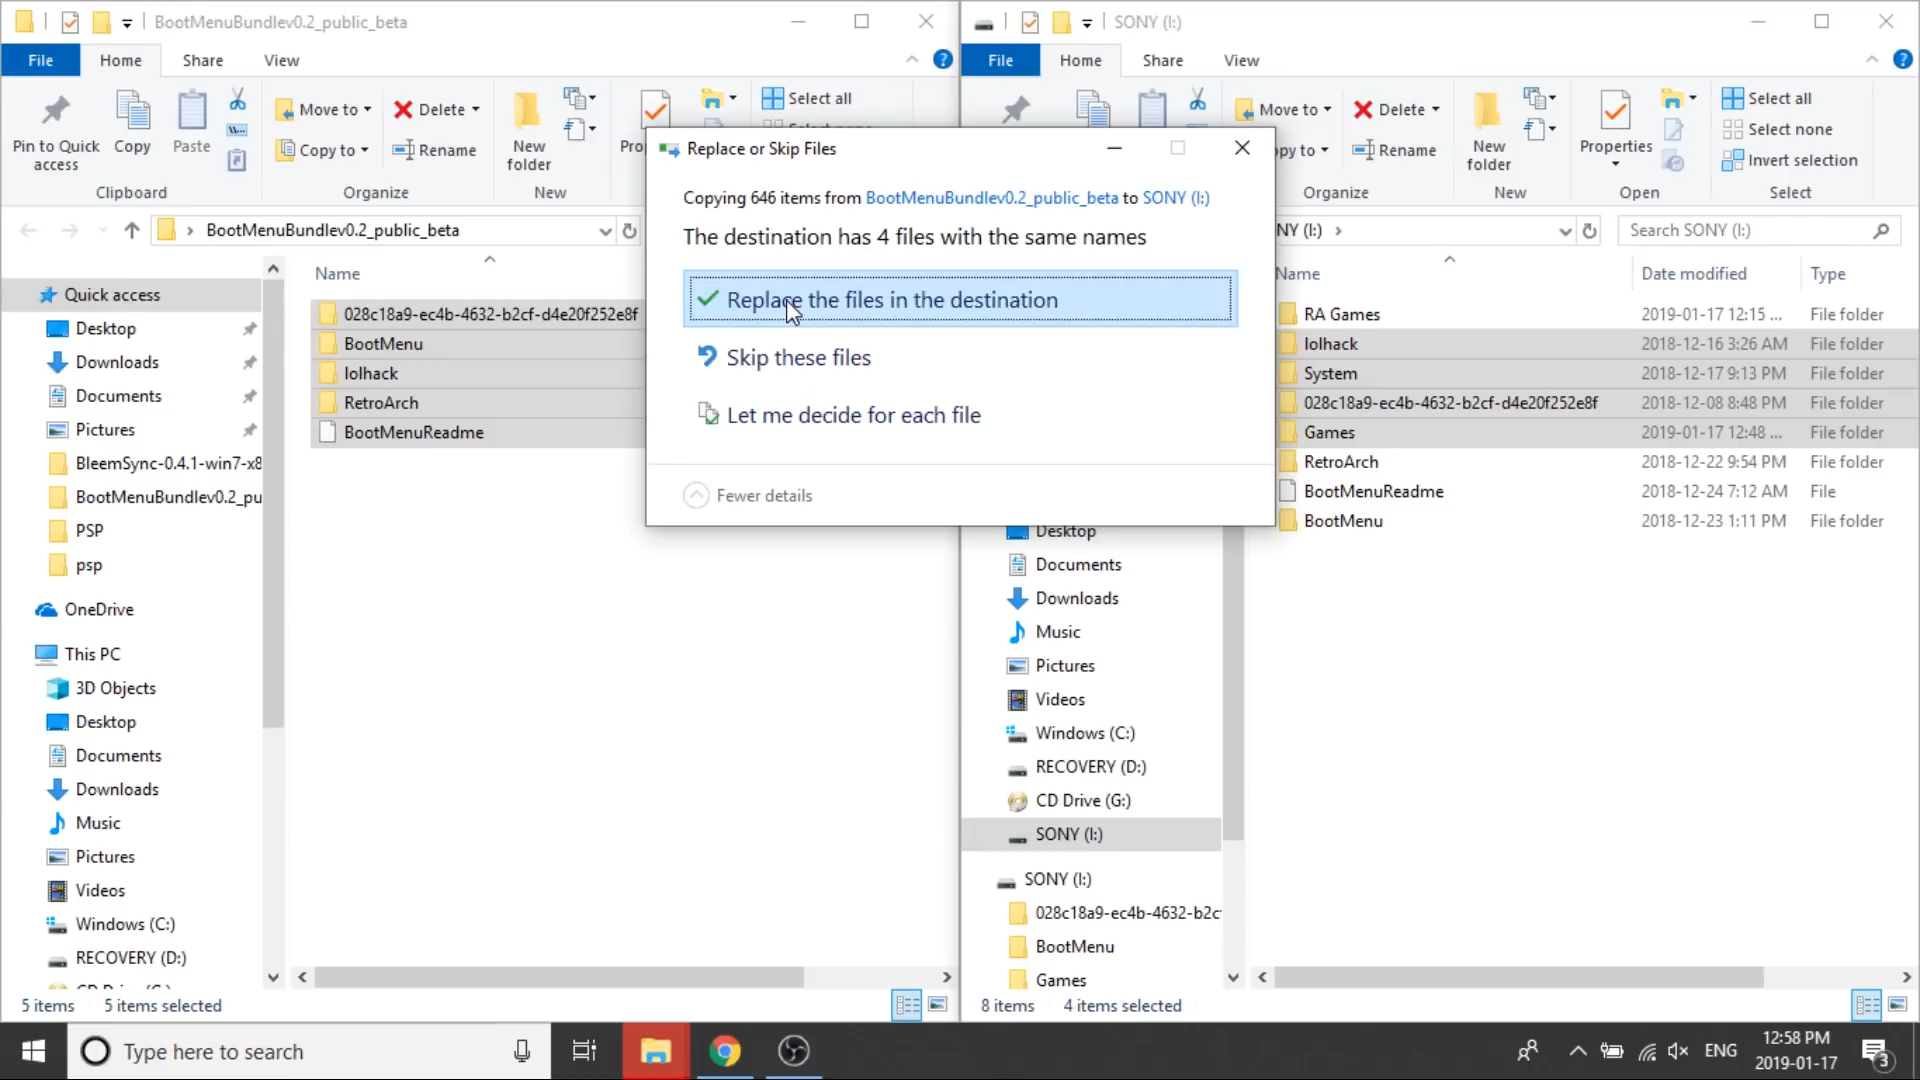 BootMenuBundlev0.2_public_beta
File Home Share View
Pin to Quick access
Copy
Paste
Move to
Copy to
Delete
Rename
New folder
Select all
Clipboard Organize New
BootMenuBundlev0.2_public_beta
Quick access
Desktop
Downloads
Documents
Pictures
BleemSync-0.4.1-win7-x8
BootMenuBundlev0.2_pu
PSP
psp
OneDrive
This PC
3D Objects
Desktop
Documents
Downloads
Music
Pictures
Videos
Windows (C:)
RECOVERY (D:)
Name
028c18a9-ec4b-4632-b2cf-d4e20f252e8f
BootMenu
lolhack
RetroArch
BootMenuReadme
5 items 5 items selected
Replace or Skip Files
Copying 646 items from BootMenuBundlev0.2_public_beta to SONY (I:)
The destination has 4 files with the same names
Replace the files in the destination
Skip these files
Let me decide for each file
Fewer details
SONY (I:)
File Home Share View
Move to
py to
Delete
Rename
New folder
Properties
Select all
Select none
Invert selection
Organize New Open Select
NY (I:)
Search SONY (I:)
Name Date modified Type
RA Games 2019-01-17 12:15 ... File folder
lolhack 2018-12-16 3:26 AM File folder
System 2018-12-17 9:13 PM File folder
028c18a9-ec4b-4632-b2cf-d4e20f252e8f 2018-12-08 8:48 PM File folder
Games 2019-01-17 12:48 ... File folder
RetroArch 2018-12-22 9:54 PM File folder
BootMenuReadme 2018-12-24 7:12 AM File
BootMenu 2018-12-23 1:11 PM File folder
Desktop
Documents
Downloads
Music
Pictures
Videos
Windows (C:)
RECOVERY (D:)
CD Drive (G:)
SONY (I:)
SONY (I:)
028c18a9-ec4b-4632-b2c
BootMenu
Games
8 items 4 items selected
Type here to search
ENG
12:58 PM
2019-01-17
3